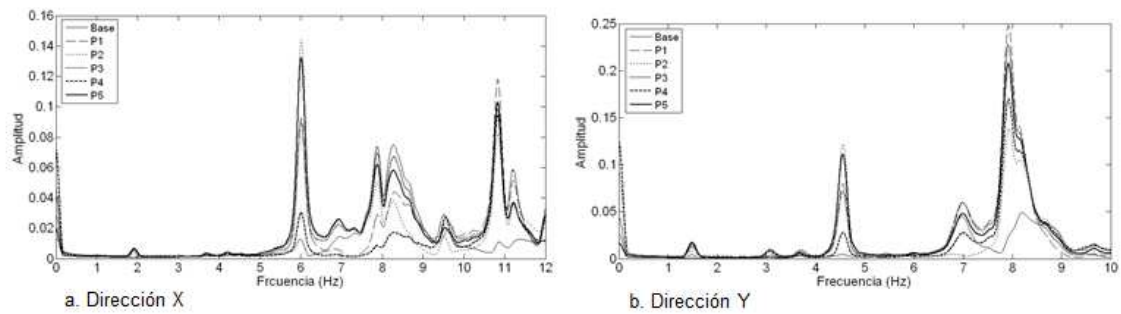 0.16
0.16
0.12
0.1
0.08
0.06
0.04
0.02
0
Amplitud
Base
P1
P2
P3
P4
P5
0 1 2 3 4 5 6 7 8 9 10 11 12
Frcuencia (Hz)
a. Dirección X
0.25
0.2
0.15
0.1
0.05
0
Amplitud
Base
P1
P2
P3
P4
P5
0 1 2 3 4 5 6 7 8 9 10
Frecuencia (Hz)
b. Dirección Y